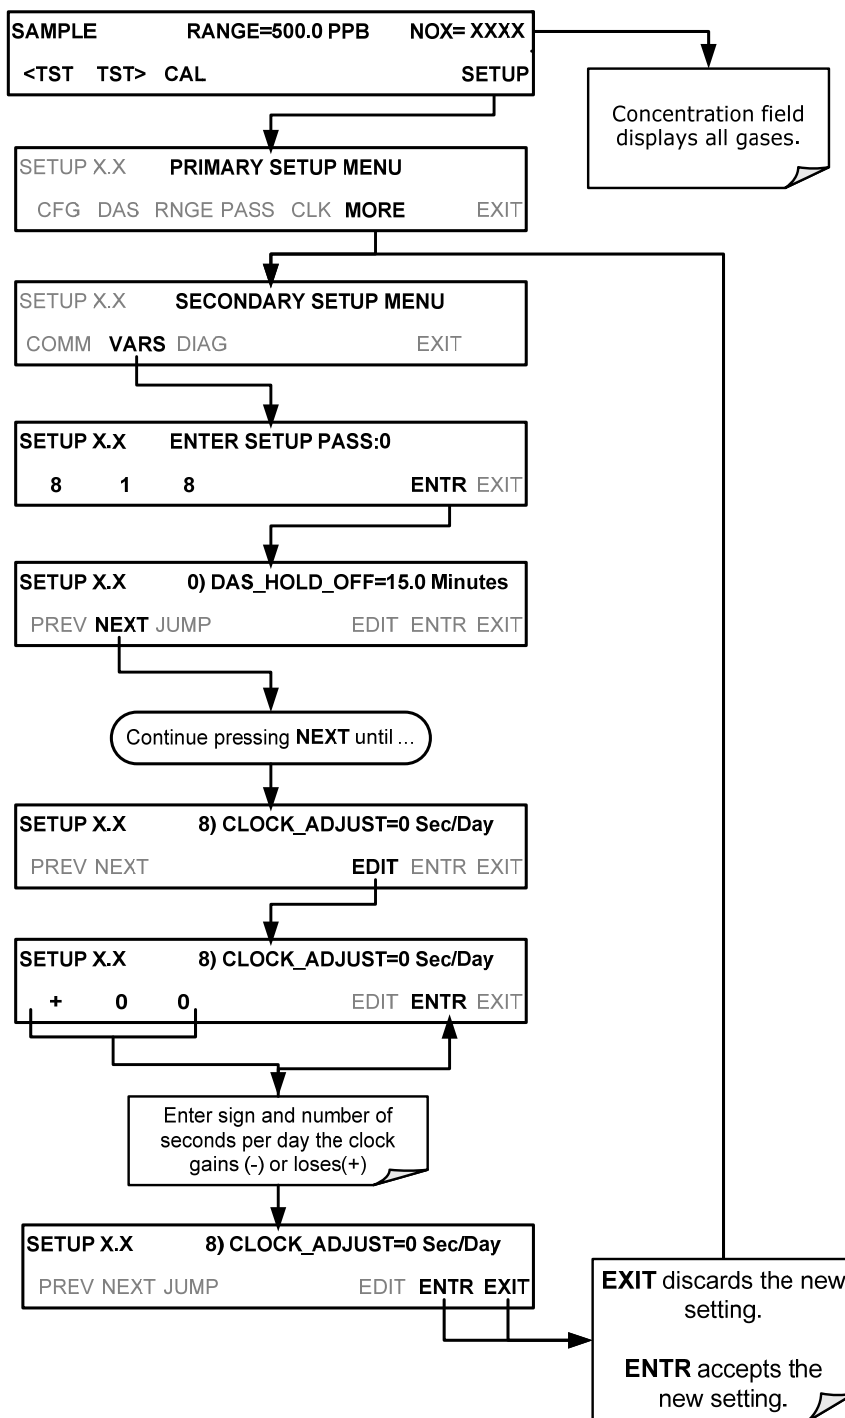 SAMPLE RANGE=500.0 PPB NOX= XXXX
<TST TST> CAL SETUP
Concentration field
displays all gases.
SETUP X.X PRIMARY SETUP MENU
CFG DAS RNGE PASS CLK MORE EXIT
SETUP X.X SECONDARY SETUP MENU
COMM VARS DIAG EXIT
SETUP X.X ENTER SETUP PASS:0
8 1 8 ENTR EXIT
SETUP X.X 0) DAS_HOLD_OFF=15.0 Minutes
PREV NEXT JUMP EDIT ENTR EXIT
Continue pressing NEXT until ...
SETUP X.X 8) CLOCK_ADJUST=0 Sec/Day
PREV NEXT EDIT ENTR EXIT
SETUP X.X 8) CLOCK_ADJUST=0 Sec/Day
+ 0 0 EDIT ENTR EXIT
Enter sign and number of
seconds per day the clock
gains (-) or loses(+)
SETUP X.X 8) CLOCK_ADJUST=0 Sec/Day
PREV NEXT JUMP EDIT ENTR EXIT
EXIT discards the new
setting.
ENTR accepts the
new setting.